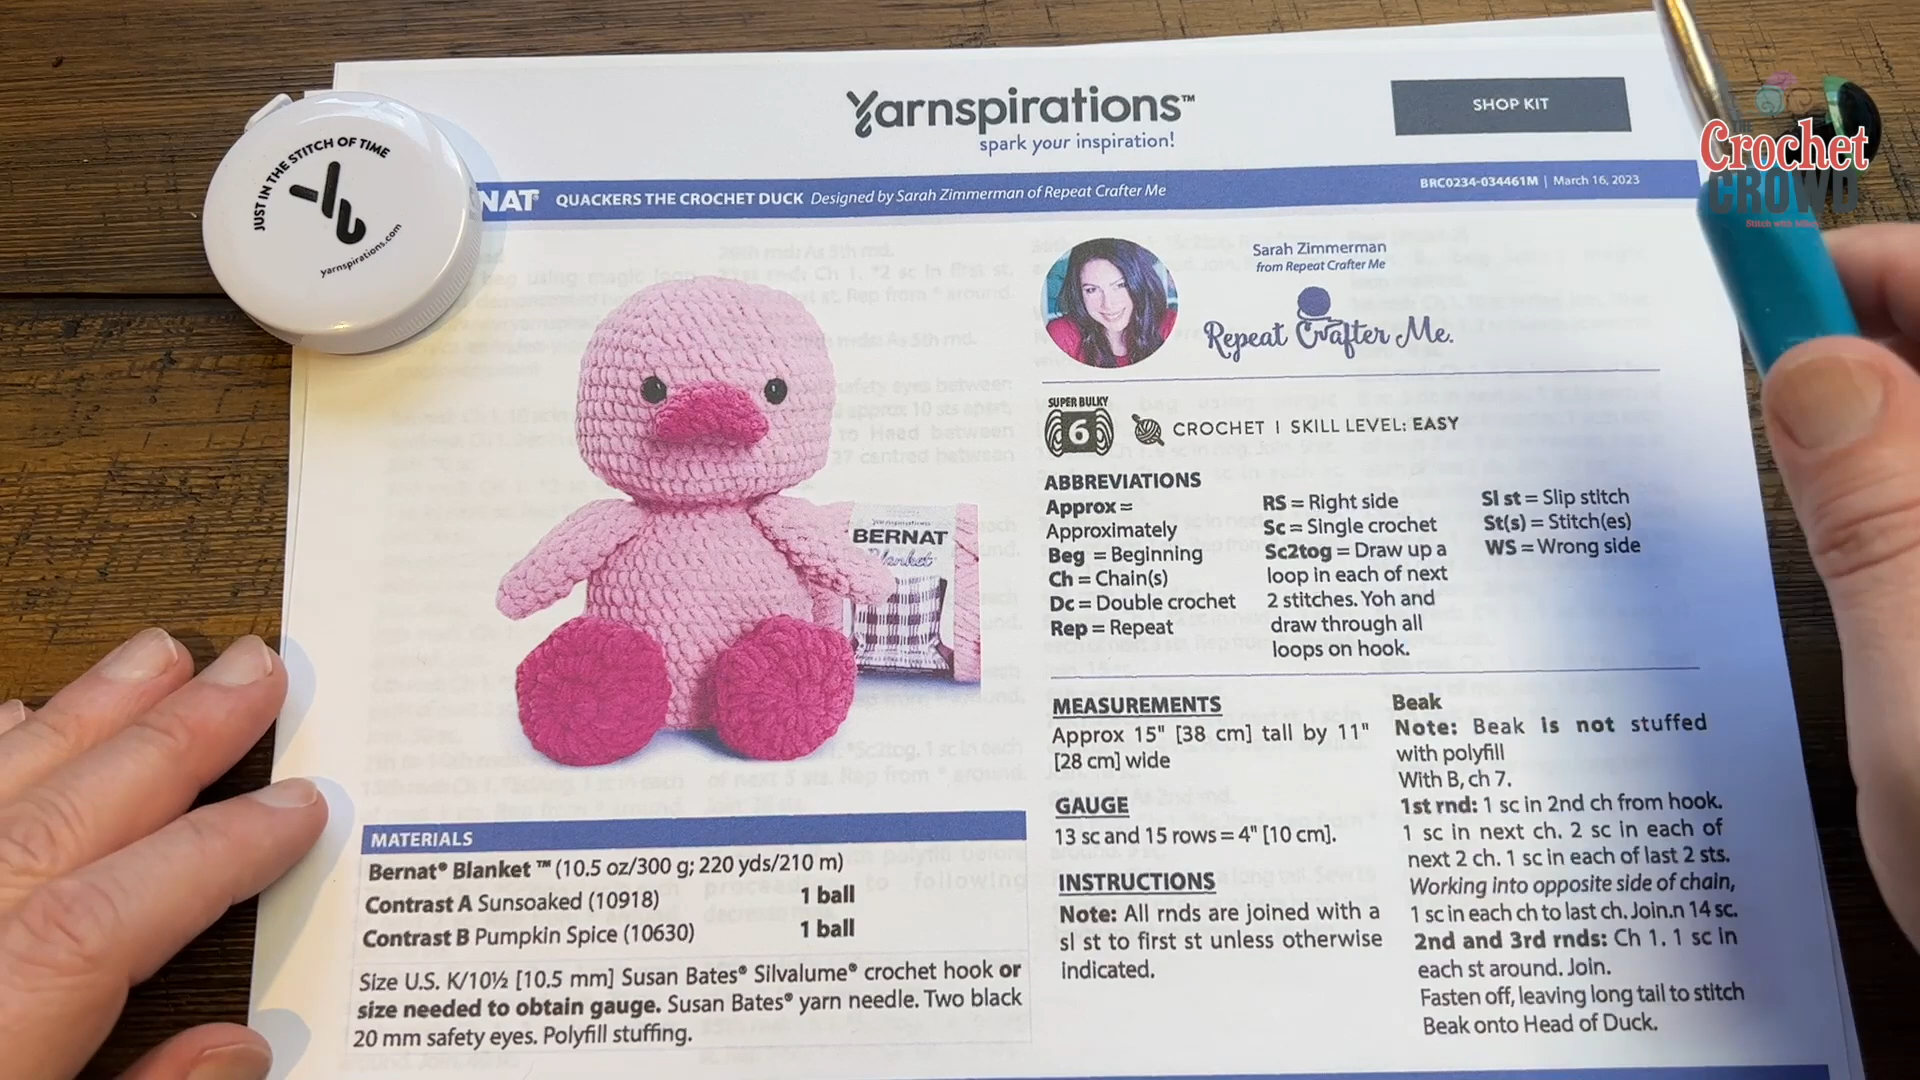 JUST IN THE STITCH OF TIME
yarnspirations.com
Yarnspirations™
spark your inspiration!
SHOP KIT
Crochet
CROWD
NAT® QUACKERS THE CROCHET DUCK Designed by Sarah Zimmerman of Repeat Crafter Me
BRC0234-034461M | March 16, 2023
Sarah Zimmerman
from Repeat Crafter Me
Repeat Crafter Me.
SUPER BULKY
6
CROCHET I SKILL LEVEL: EASY
BERNAT
Blanket
ABBREVIATIONS
Approx =
Approximately
Beg = Beginning
Ch = Chain(s)
Dc = Double crochet
Rep = Repeat
RS = Right side
Sc = Single crochet
Sc2tog = Draw up a
loop in each of next
2 stitches. Yoh and
draw through all
loops on hook.
Sl st = Slip stitch
St(s) = Stitch(es)
WS = Wrong side
MATERIALS
Bernat® Blanket ™ (10.5 oz/300 g; 220 yds/210 m)
Contrast A Sunsoaked (10918) 1 ball
Contrast B Pumpkin Spice (10630) 1 ball
Size U.S. K/10½ [10.5 mm] Susan Bates® Silvalume® crochet hook or
size needed to obtain gauge. Susan Bates® yarn needle. Two black
20 mm safety eyes. Polyfill stuffing.
MEASUREMENTS
Approx 15" [38 cm] tall by 11"
[28 cm] wide
GAUGE
13 sc and 15 rows = 4" [10 cm].
INSTRUCTIONS
Note: All rnds are joined with a
sl st to first st unless otherwise
indicated.
Beak
Note: Beak is not stuffed
with polyfill
With B, ch 7.
1st rnd: 1 sc in 2nd ch from hook.
1 sc in next ch. 2 sc in each of
next 2 ch. 1 sc in each of last 2 sts.
Working into opposite side of chain,
1 sc in each ch to last ch. Join.n 14 sc.
2nd and 3rd rnds: Ch 1. 1 sc in
each st around. Join.
Fasten off, leaving long tail to stitch
Beak onto Head of Duck.